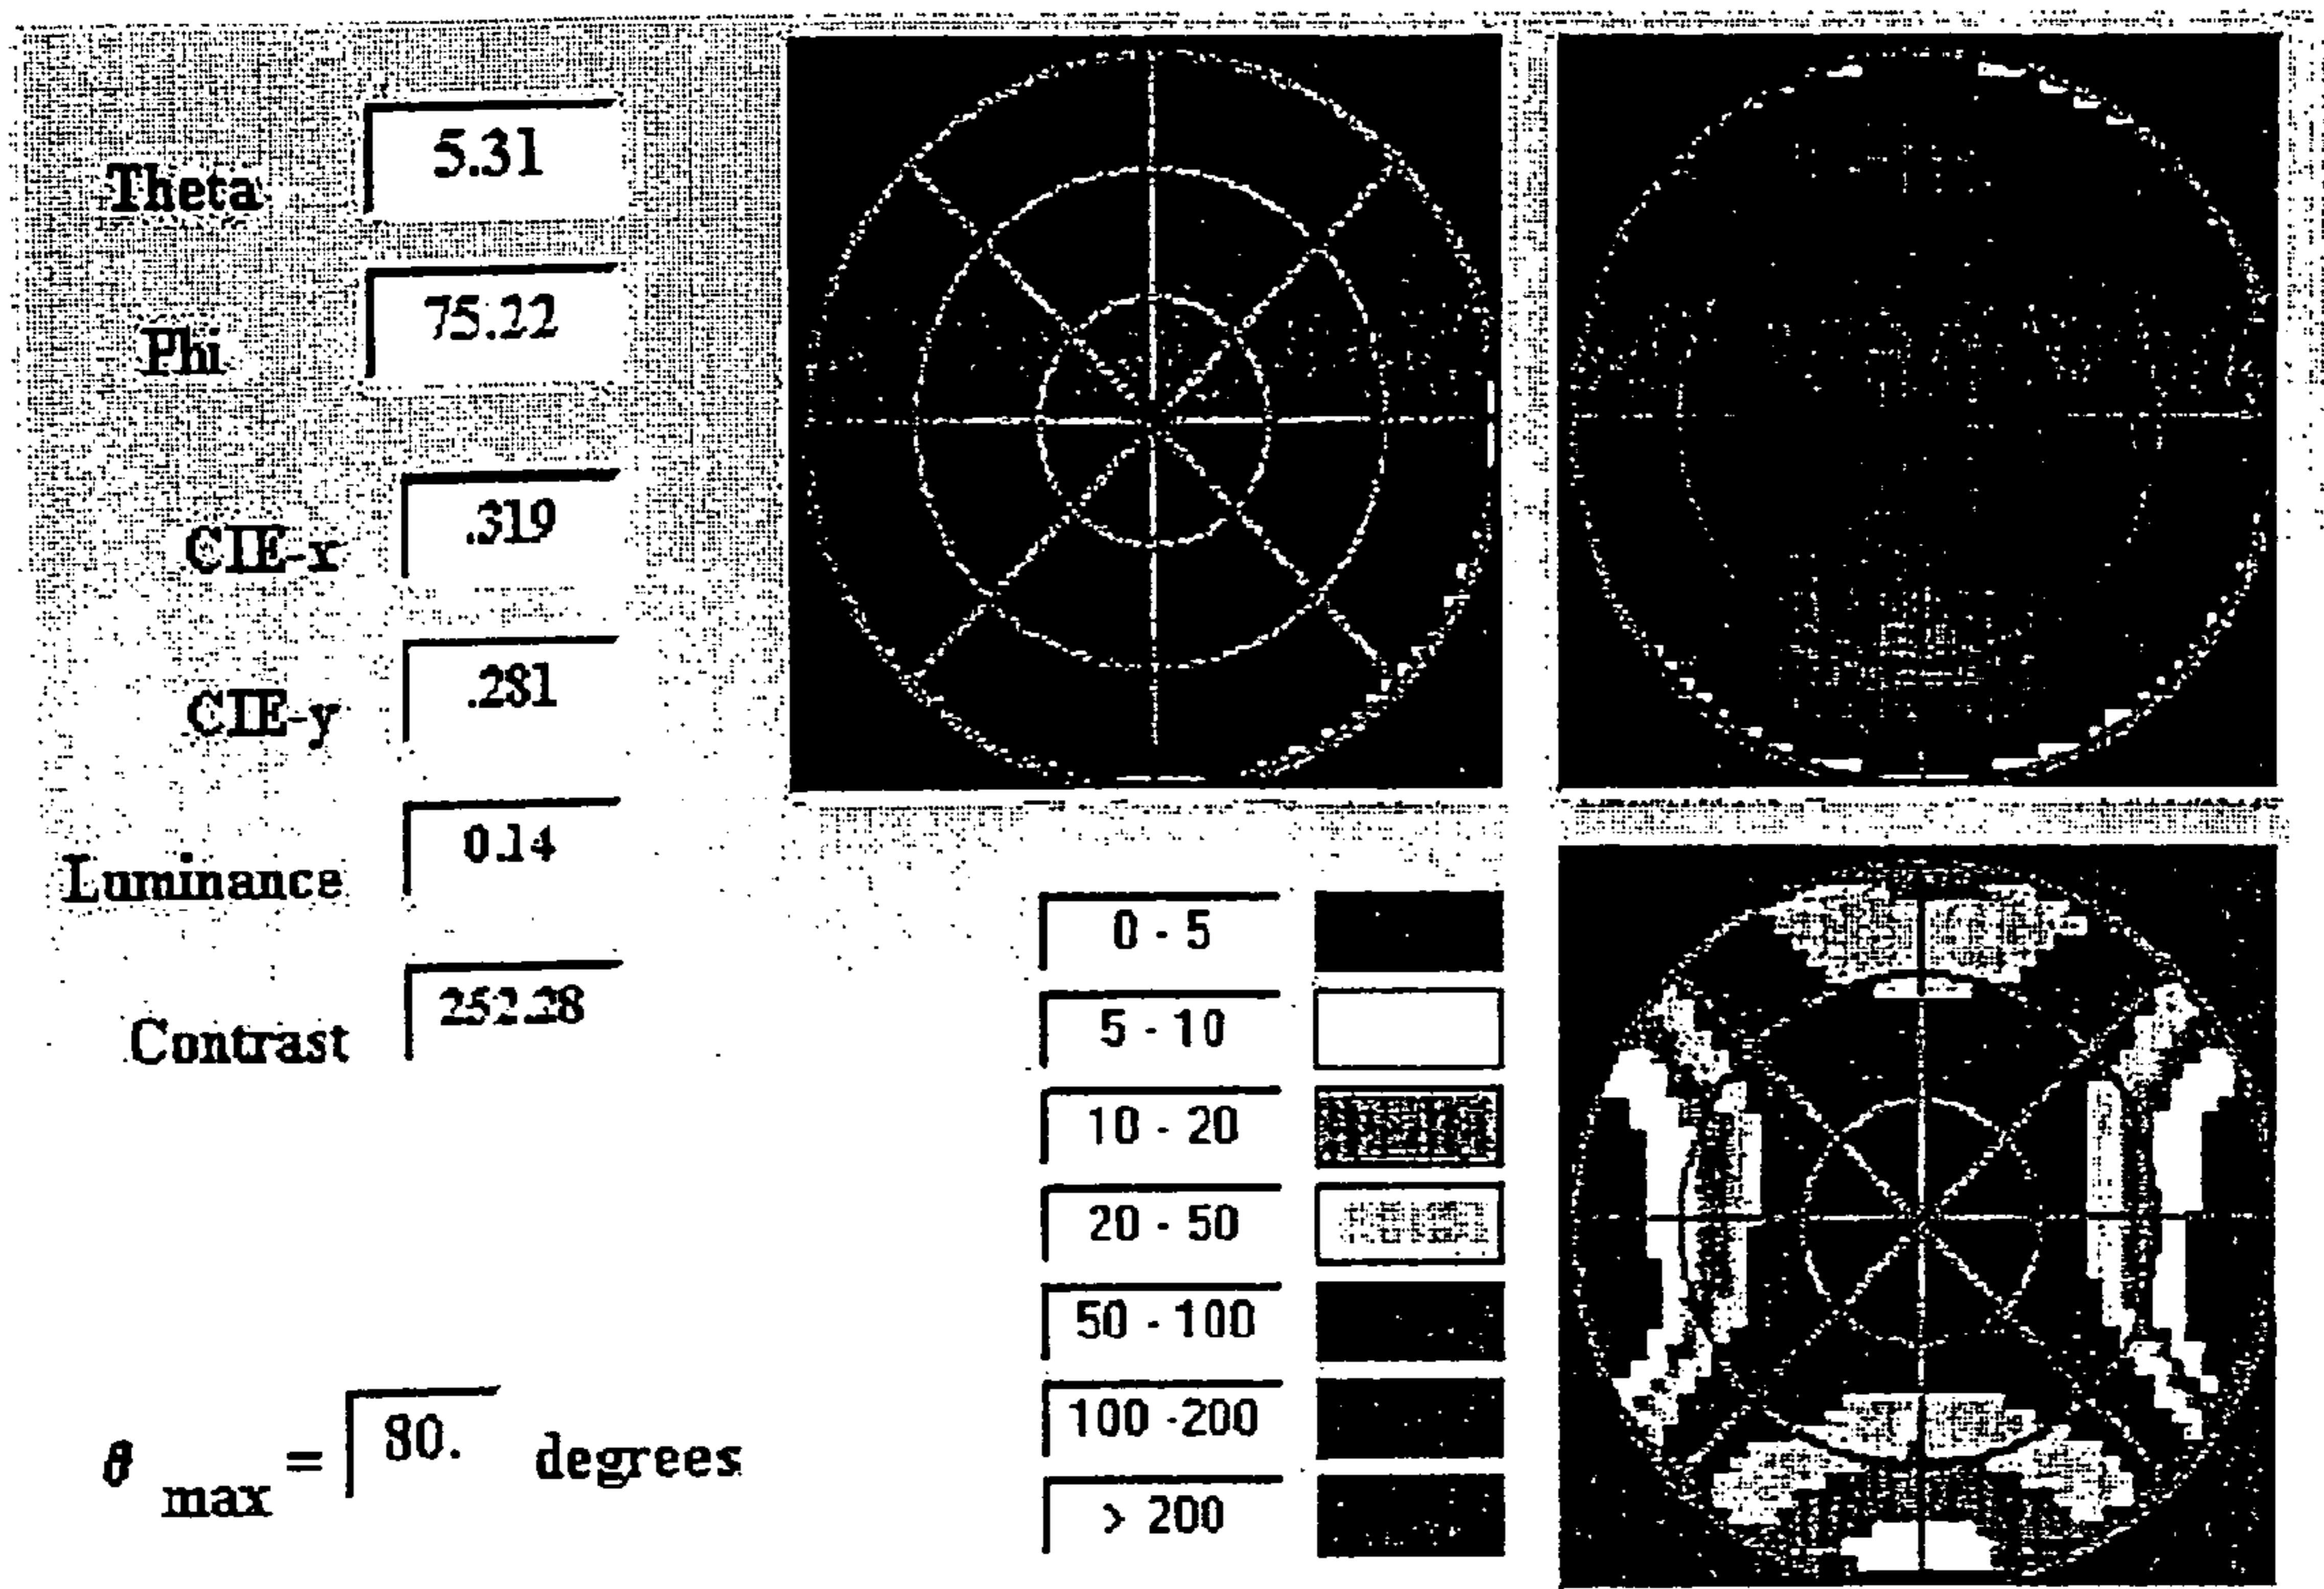 Theta 5.31
Phi 75.22
CIE-x .319
CIE-y .281
Luminance 0.14
Contrast 252.28
θ max = 80. degrees
0 - 5
5 - 10
10 - 20
20 - 50
50 - 100
100 -200
> 200